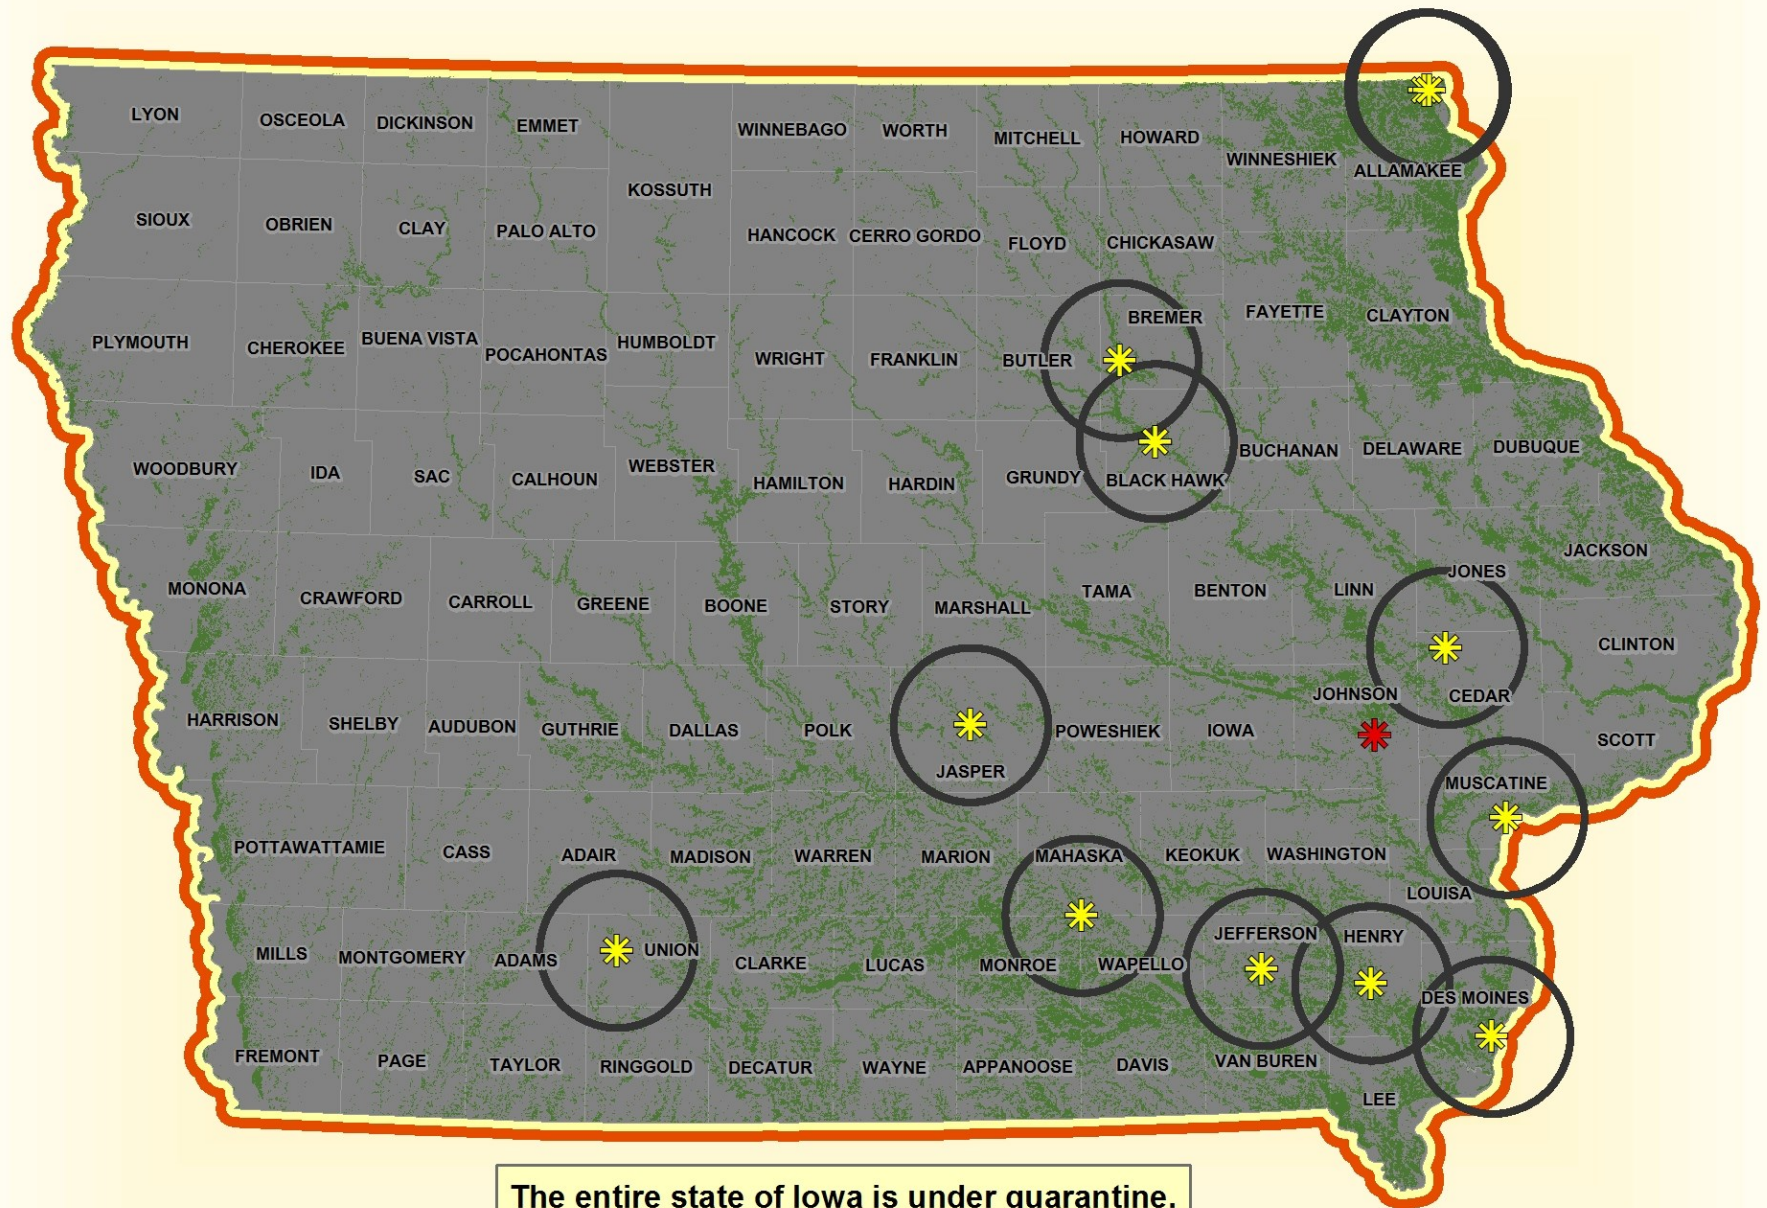 LYON OSCEOLA DICKINSON EMMET WINNEBAGO WORTH MITCHELL HOWARD WINNESHIEK ALLAMAKEE
KOSSUTH
SIOUX OBRIEN CLAY PALO ALTO HANCOCK CERRO GORDO FLOYD CHICKASAW
PLYMOUTH CHEROKEE BUENA VISTA POCAHONTAS HUMBOLDT WRIGHT FRANKLIN BUTLER BREMER FAYETTE CLAYTON
WOODBURY IDA SAC CALHOUN WEBSTER HAMILTON HARDIN GRUNDY BLACK HAWK BUCHANAN DELAWARE DUBUQUE
MONONA CRAWFORD CARROLL GREENE BOONE STORY MARSHALL TAMA BENTON LINN JONES JACKSON
CLINTON
HARRISON SHELBY AUDUBON GUTHRIE DALLAS POLK JASPER POWESHIEK IOWA JOHNSON CEDAR SCOTT
MUSCATINE
POTTAWATTAMIE CASS ADAIR MADISON WARREN MARION MAHASKA KEOKUK WASHINGTON LOUISA
MILLS MONTGOMERY ADAMS UNION CLARKE LUCAS MONROE WAPELLO JEFFERSON HENRY DES MOINES
FREMONT PAGE TAYLOR RINGGOLD DECATUR WAYNE APPANOOSE DAVIS VAN BUREN LEE
The entire state of Iowa is under quarantine.